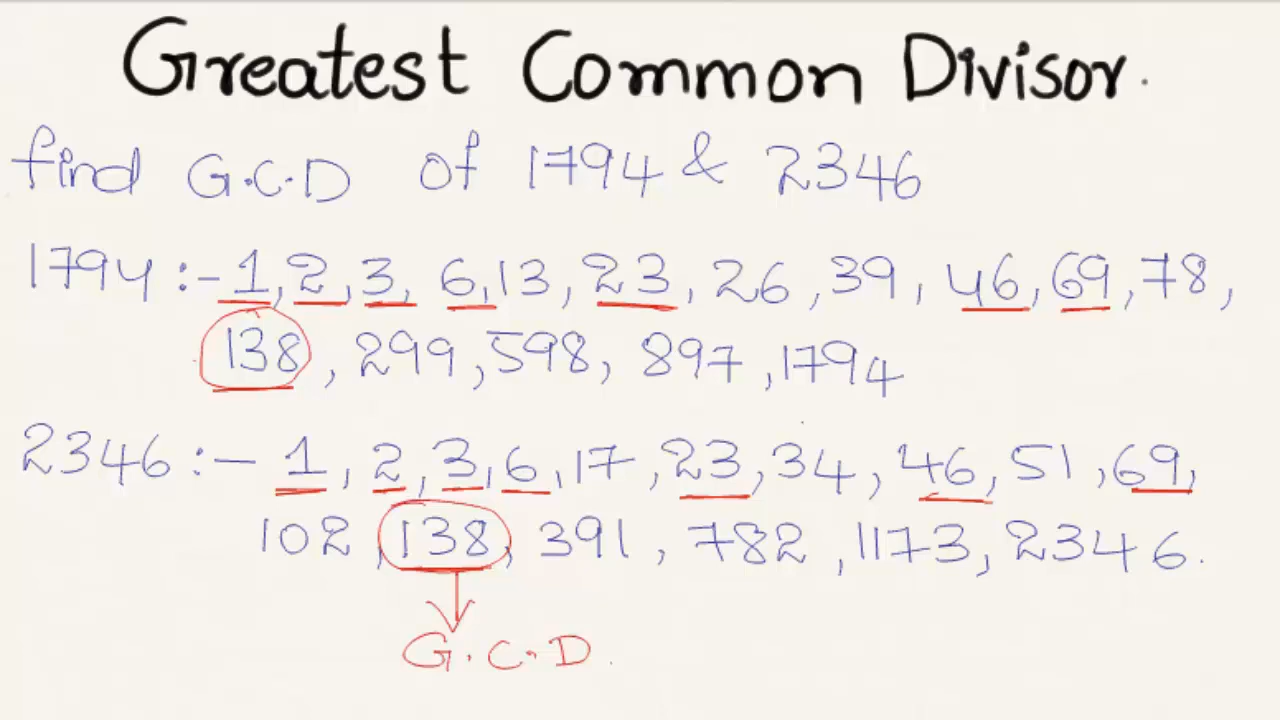 Greatest Common Divisor.
find G.C.D of 1794 & 2346
1794 :- 1, 2, 3, 6, 13, 23, 26, 39, 46, 69, 78,
138, 299, 598, 897, 1794
2346 :- 1, 2, 3, 6, 17, 23, 34, 46, 51, 69,
102, 138, 391, 782, 1173, 2346.
G.C.D.